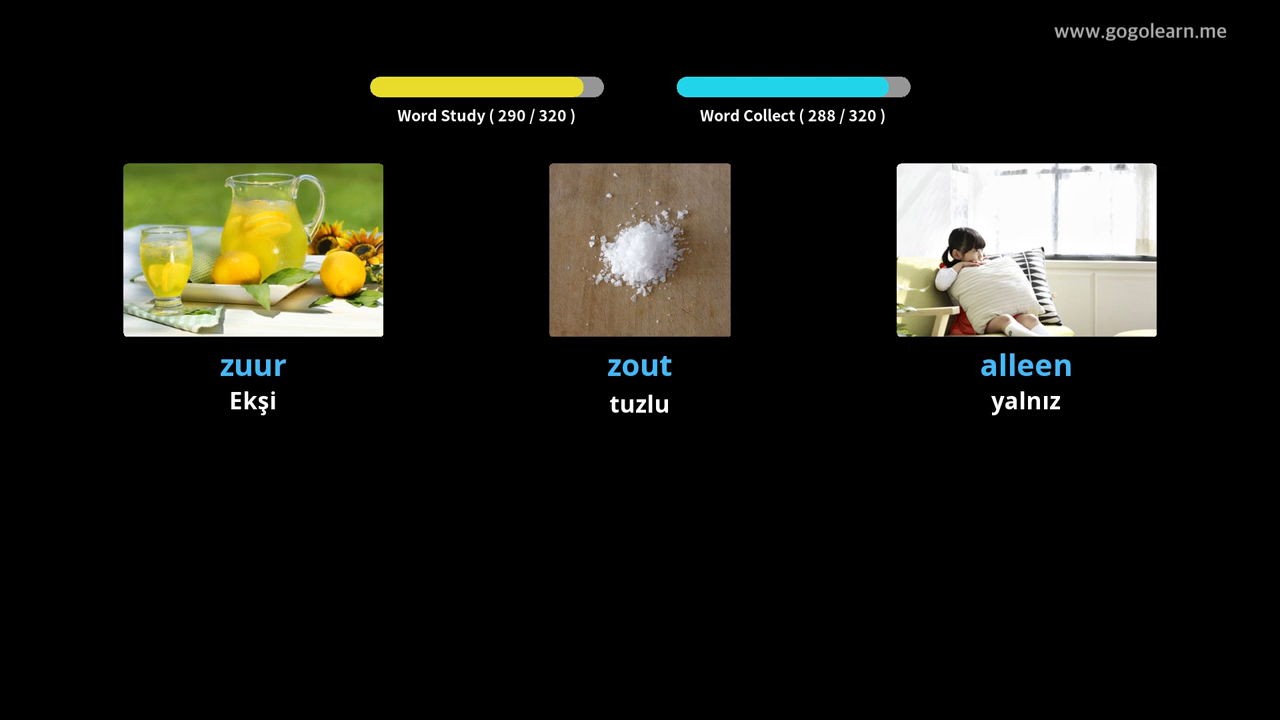 www.gogolearn.me
Word Study ( 290 / 320 )
Word Collect ( 288 / 320 )
zuur
Ekşi
zout
tuzlu
alleen
yalnız